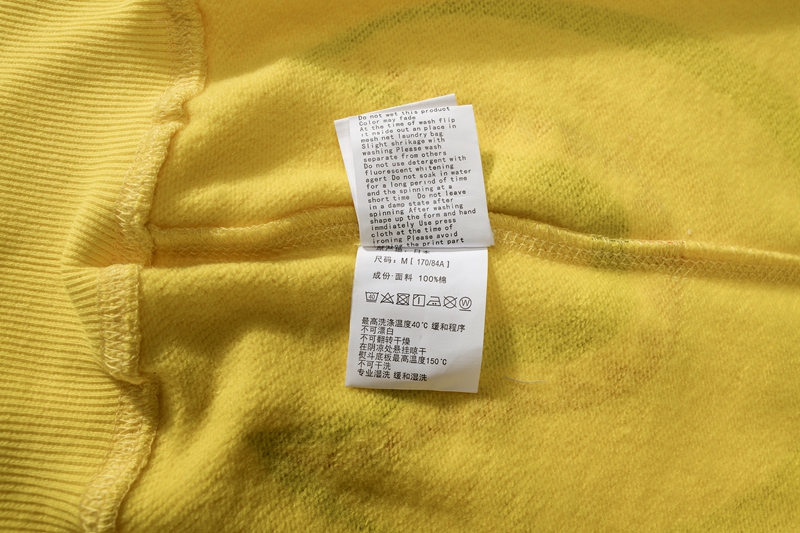 Do not wet this product
Color may fade
At the time of wash flip
it nside out an place in
mesh net laundry bag
Slight shrikage with
washing Please wash
separate from others
Do not use detergent with
fluorescent whitening
agert Do not soak in water
for a long period of time
and the spinning at a
short time Do not leave
in a damp state after
spinning After washing
shape up the form and hand
immdiately Use press
cloth at the time of
ironing Please avoid
the print part
尺码：M [170/84A]
成份·面料 100%棉
40 1 W
最高洗涤温度40℃ 缓和程序
不可漂白
不可翻转干燥
在阴凉处悬挂晾干
熨斗底板最高温度150℃
不可干洗
专业湿洗 缓和湿洗